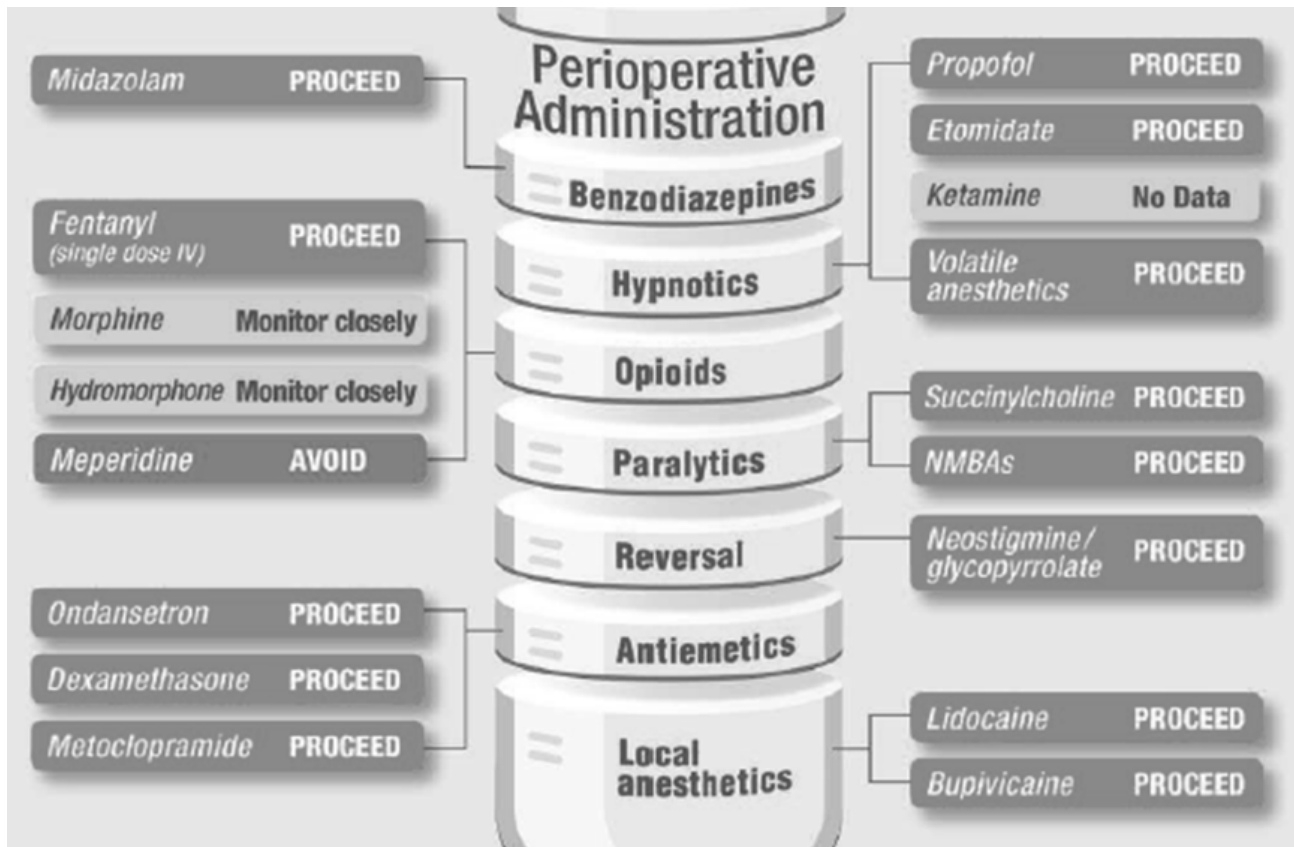 Perioperative
Administration
Midazolam PROCEED
Benzodiazepines
Propofol PROCEED
Etomidate PROCEED
Ketamine No Data
Volatile
anesthetics PROCEED
Hypnotics
Fentanyl
(single dose IV) PROCEED
Morphine Monitor closely
Hydromorphone Monitor closely
Meperidine AVOID
Opioids
Succinylcholine PROCEED
NMBAs PROCEED
Paralytics
Neostigmine/
glycopyrrolate PROCEED
Reversal
Ondansetron PROCEED
Dexamethasone PROCEED
Metoclopramide PROCEED
Antiemetics
Lidocaine PROCEED
Bupivicaine PROCEED
Local
anesthetics